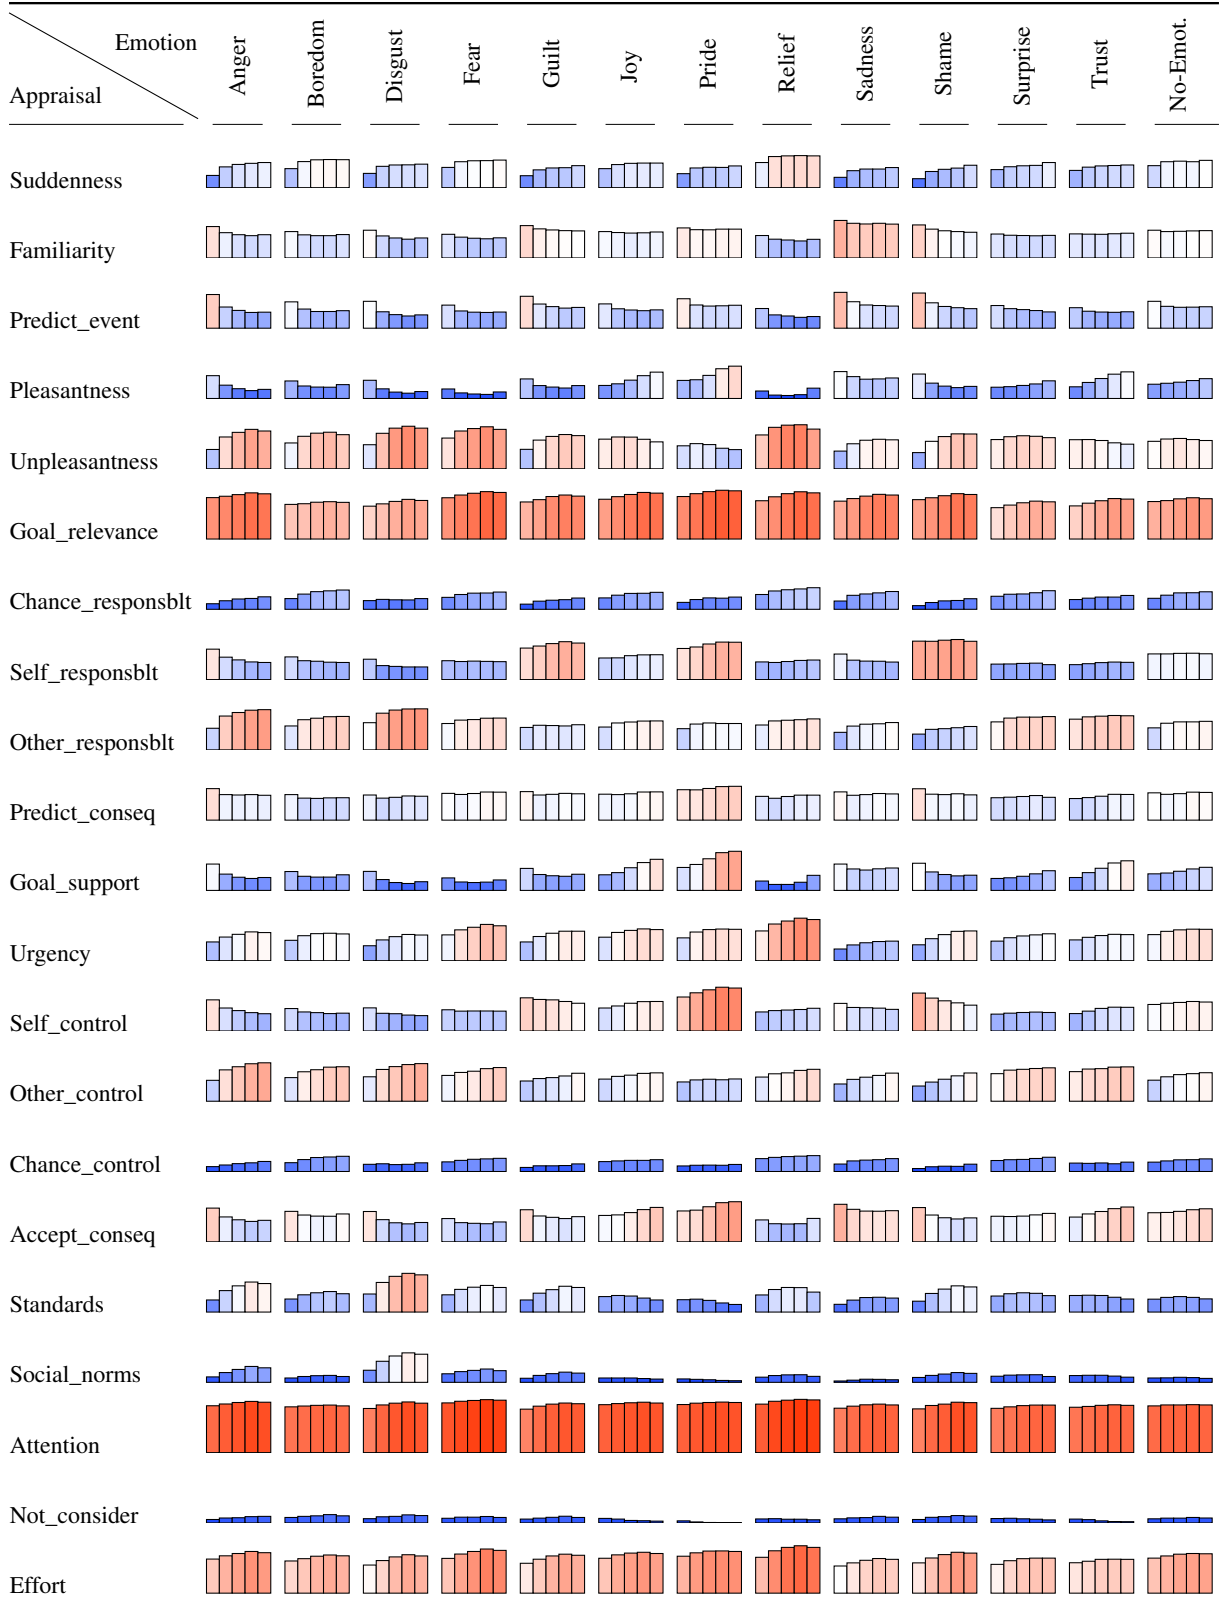 Emotion
Appraisal
Anger
Boredom
Disgust
Fear
Guilt
Joy
Pride
Relief
Sadness
Shame
Surprise
Trust
No-Emot.
Suddenness
Familiarity
Predict_event
Pleasantness
Unpleasantness
Goal_relevance
Chance_responsblt
Self_responsblt
Other_responsblt
Predict_conseq
Goal_support
Urgency
Self_control
Other_control
Chance_control
Accept_conseq
Standards
Social_norms
Attention
Not_consider
Effort